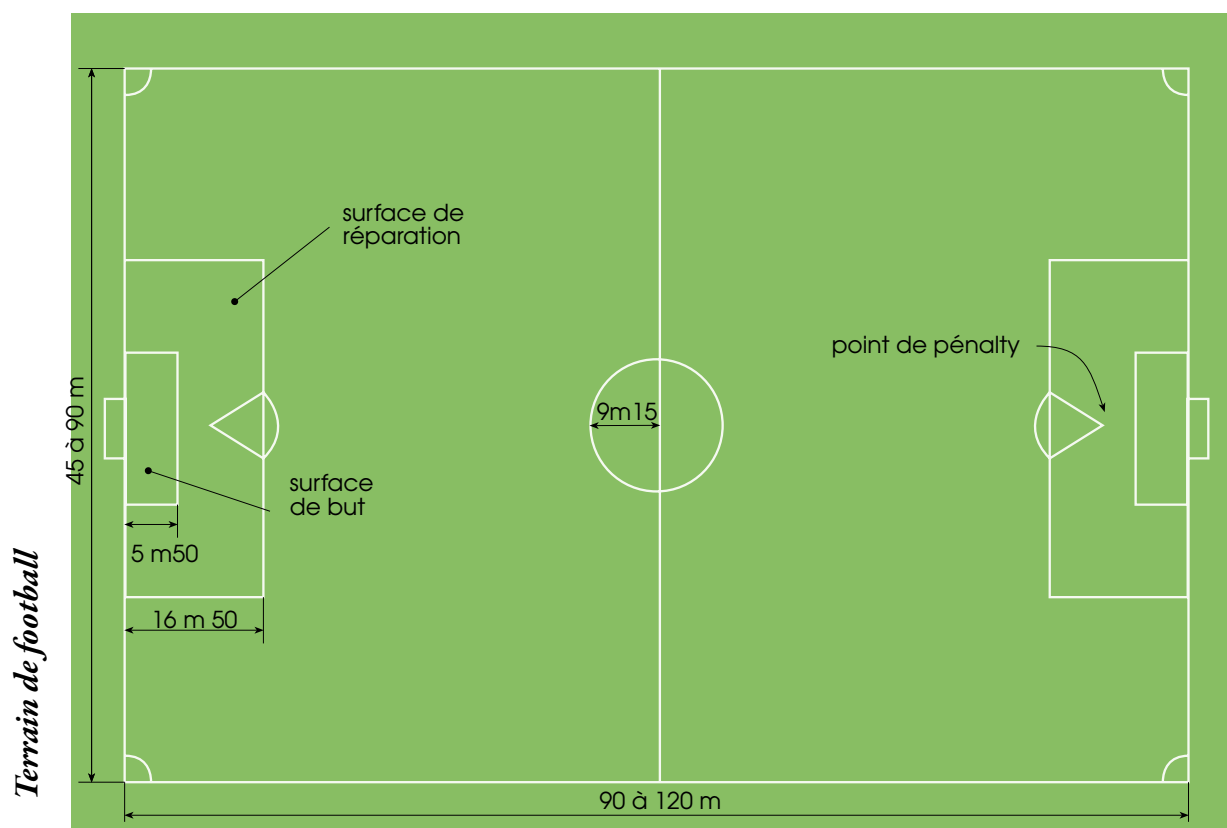 surface de
réparation
point de pénalty
9m15
45 à 90 m
surface
de but
5 m50
16 m 50
90 à 120 m
Terrain de football